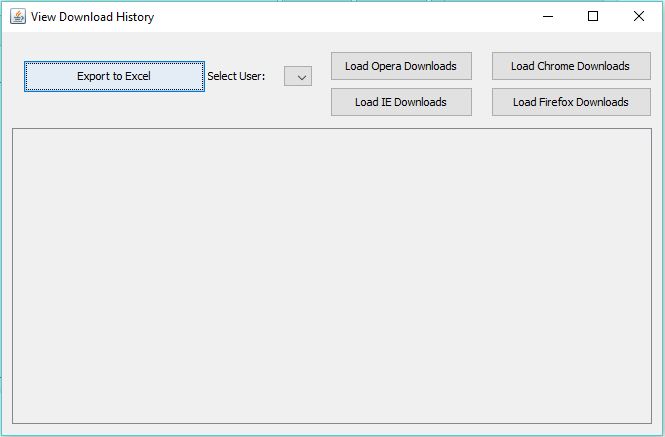 View Download History
Export to Excel
Select User:
Load Opera Downloads
Load Chrome Downloads
Load IE Downloads
Load Firefox Downloads